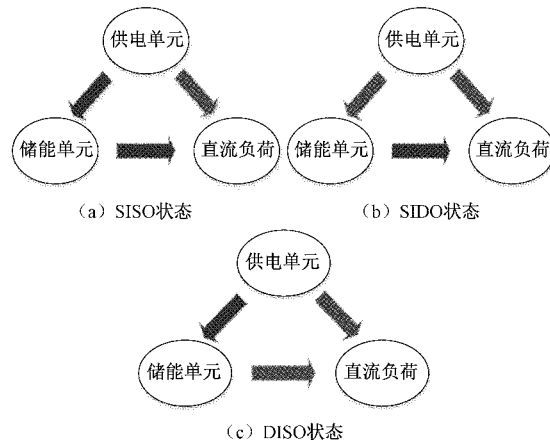 供电单元
供电单元
储能单元
直流负荷
储能单元
直流负荷
（a）SISO状态
（b）SIDO状态
供电单元
储能单元
直流负荷
（c）DISO状态